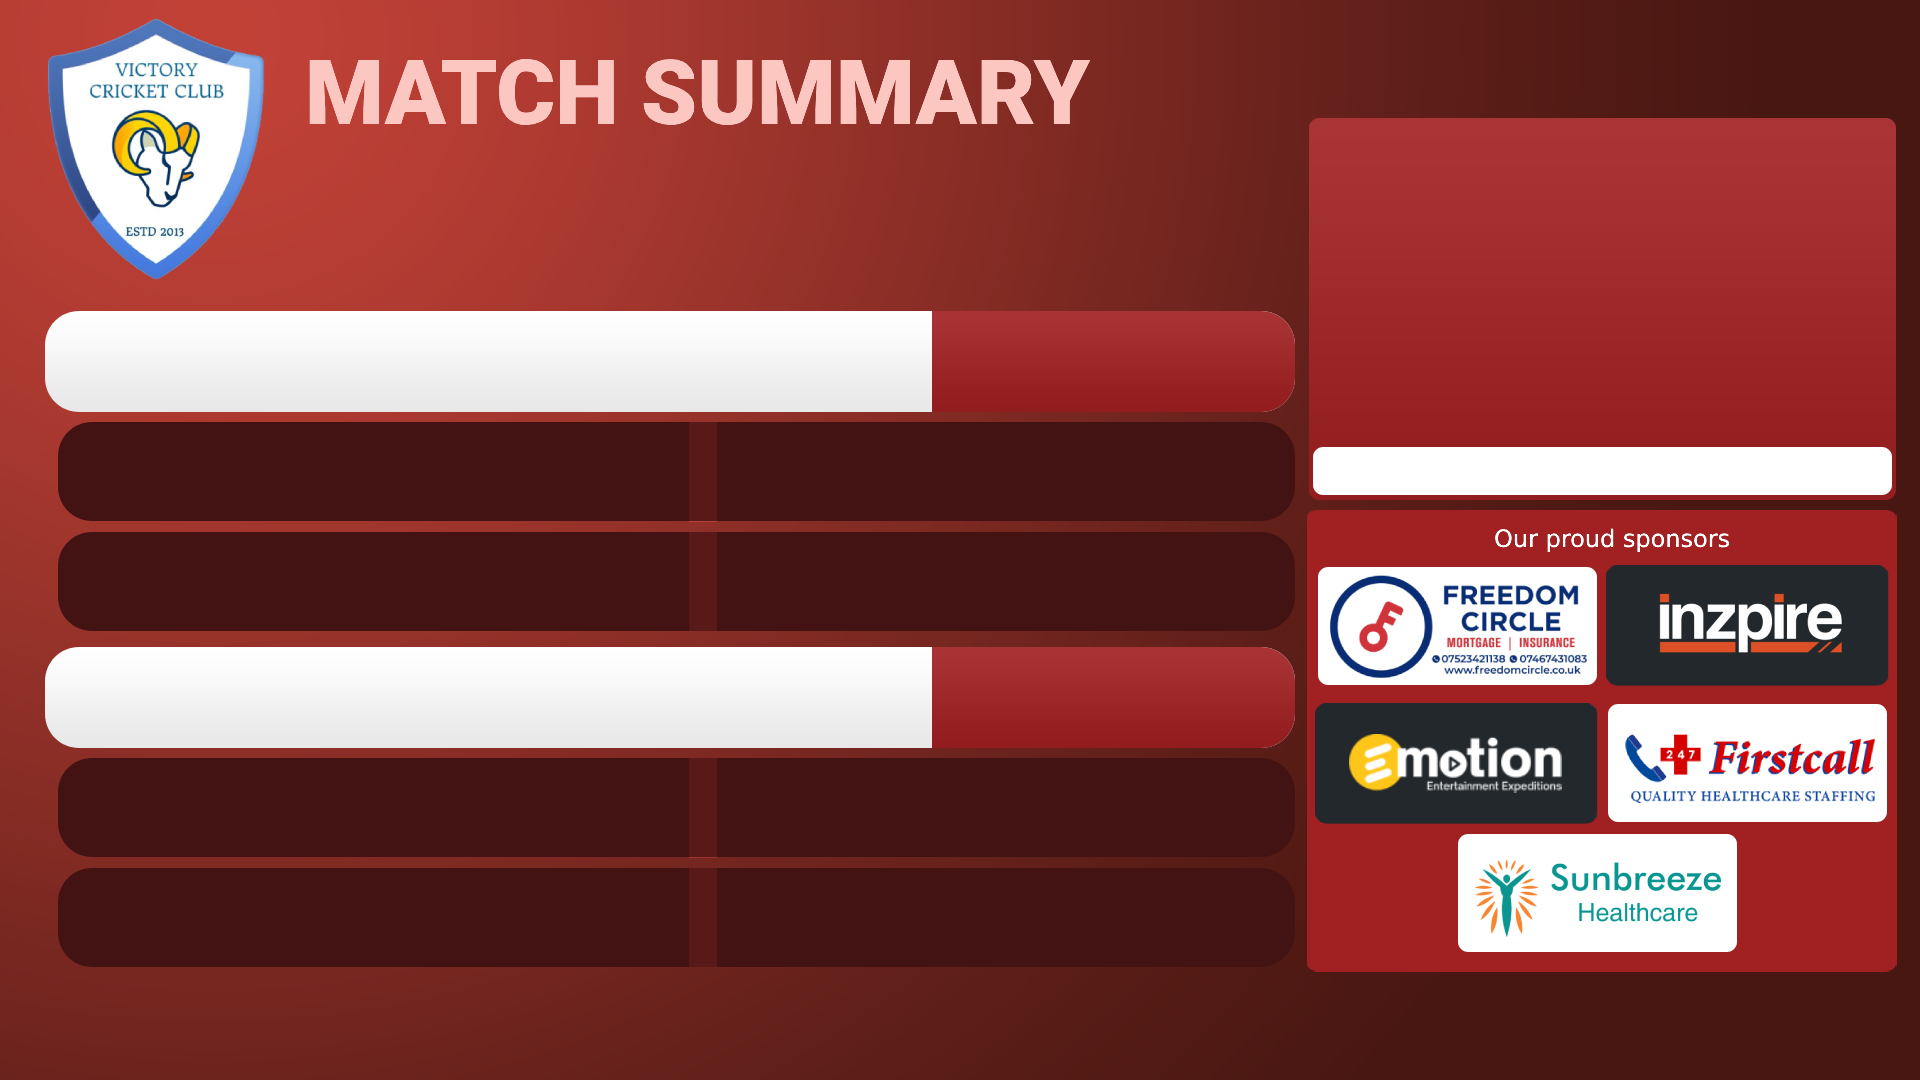 VICTORY
CRICKET CLUB
ESTD 2013
MATCH SUMMARY
Our proud sponsors
FREEDOM
CIRCLE
MORTGAGE | INSURANCE
07523421138 07467431083
www.freedomcircle.co.uk
inzpire
Emotion
Entertainment Expeditions
247 Firstcall
QUALITY HEALTHCARE STAFFING
Sunbreeze
Healthcare